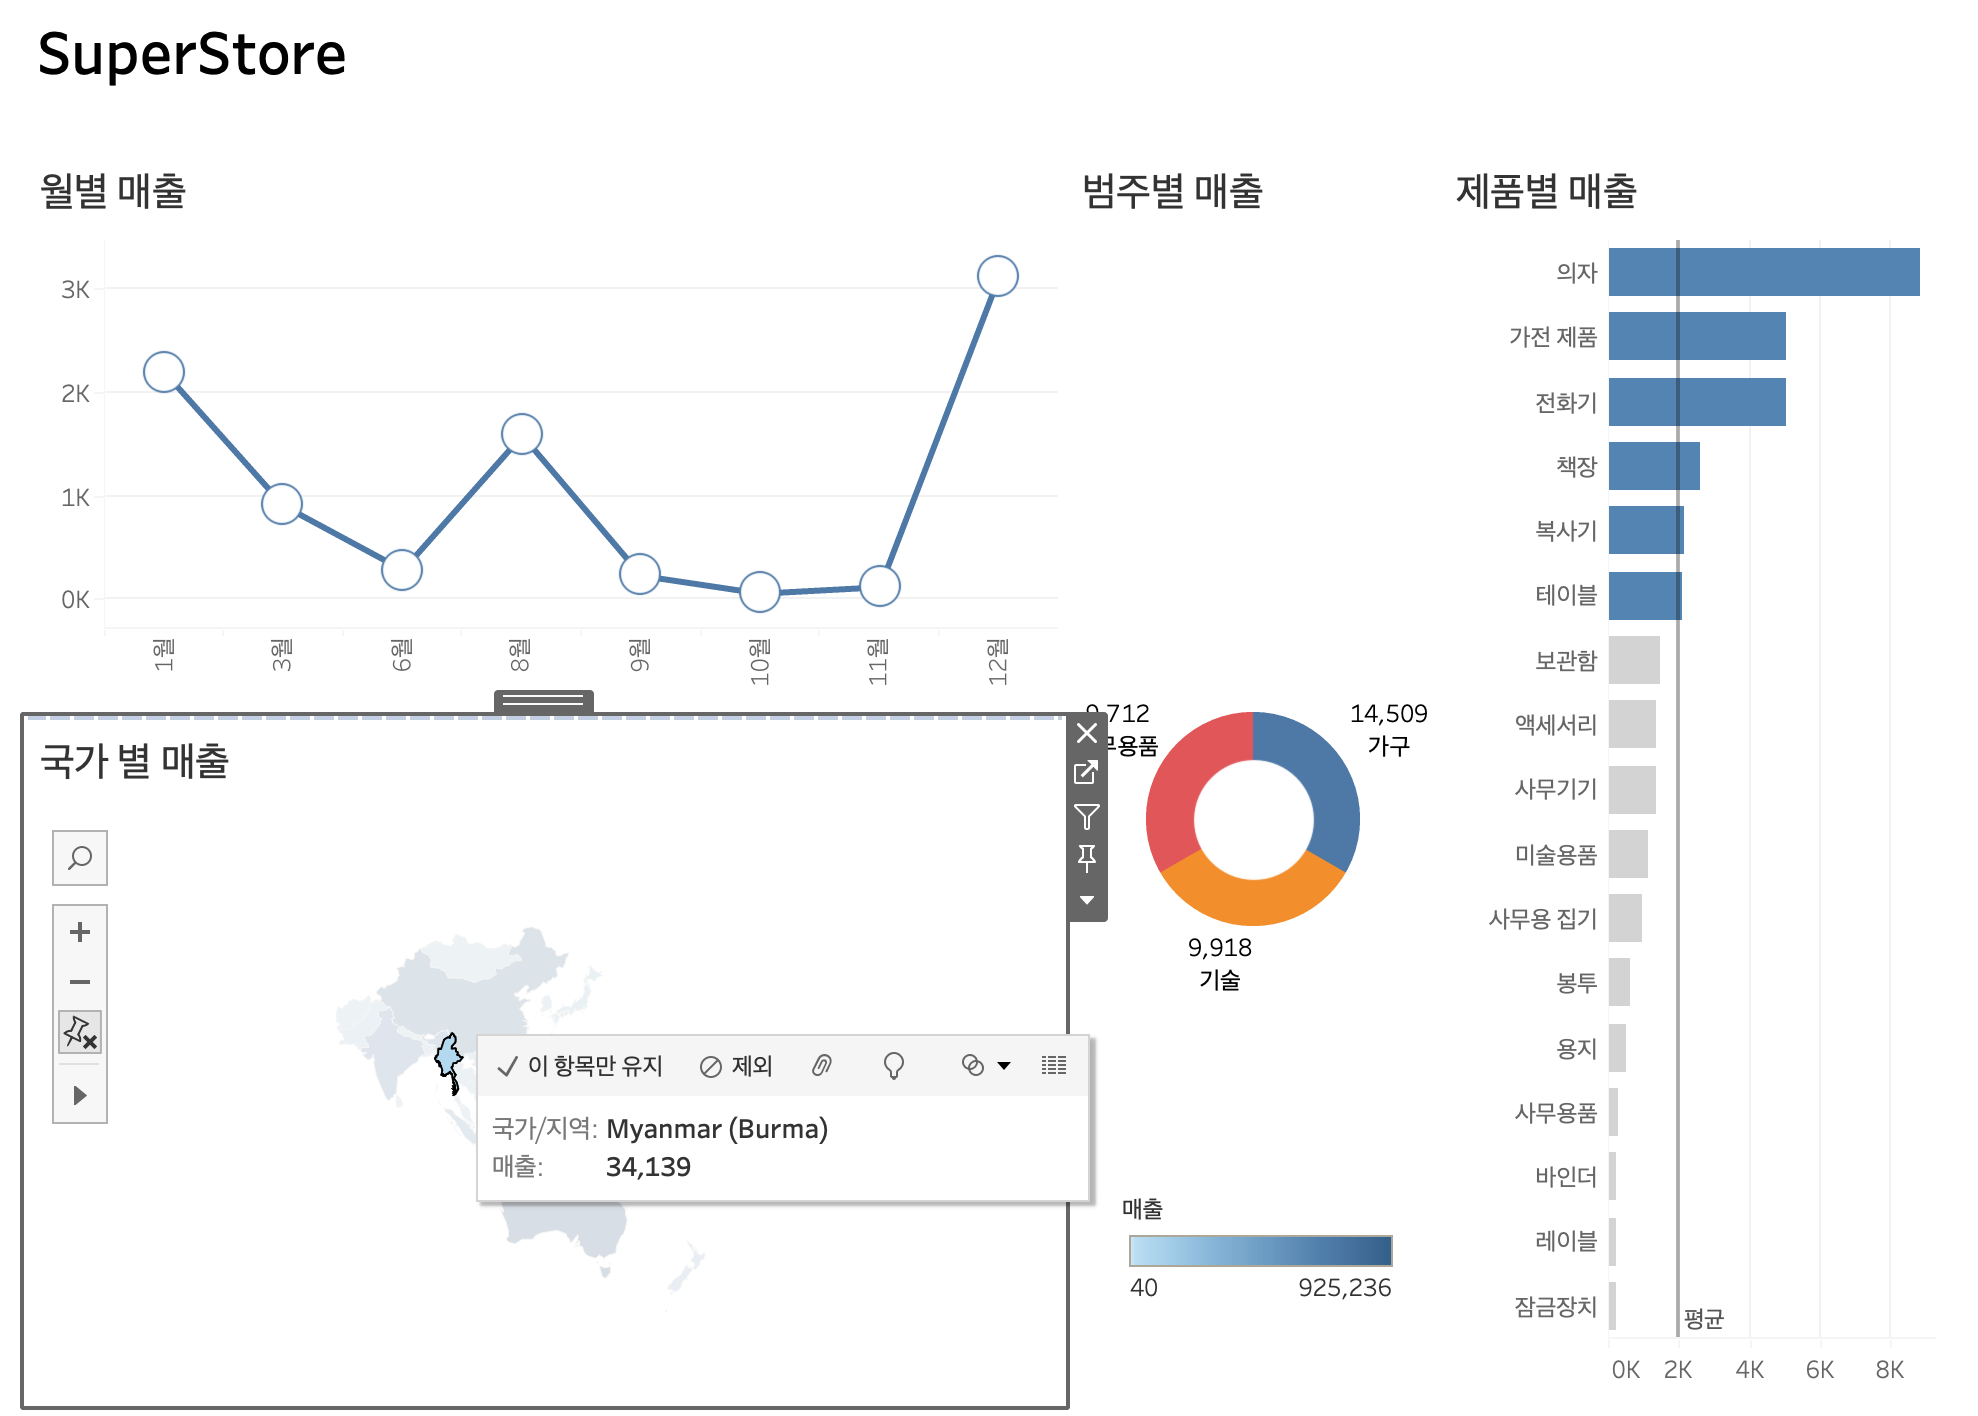 SuperStore
월별 매출
3K
2K
1K
0K
1월
3월
6월
8월
9월
10월
11월
12월
국가 별 매출
이 항목만 유지
제외
국가/지역: Myanmar (Burma)
매출: 34,139
범주별 매출
9,712
무용품
14,509
가구
9,918
기술
매출
40
925,236
제품별 매출
의자
가전 제품
전화기
책장
복사기
테이블
보관함
액세서리
사무기기
미술용품
사무용 집기
봉투
용지
사무용품
바인더
레이블
잠금장치
평균
0K
2K
4K
6K
8K